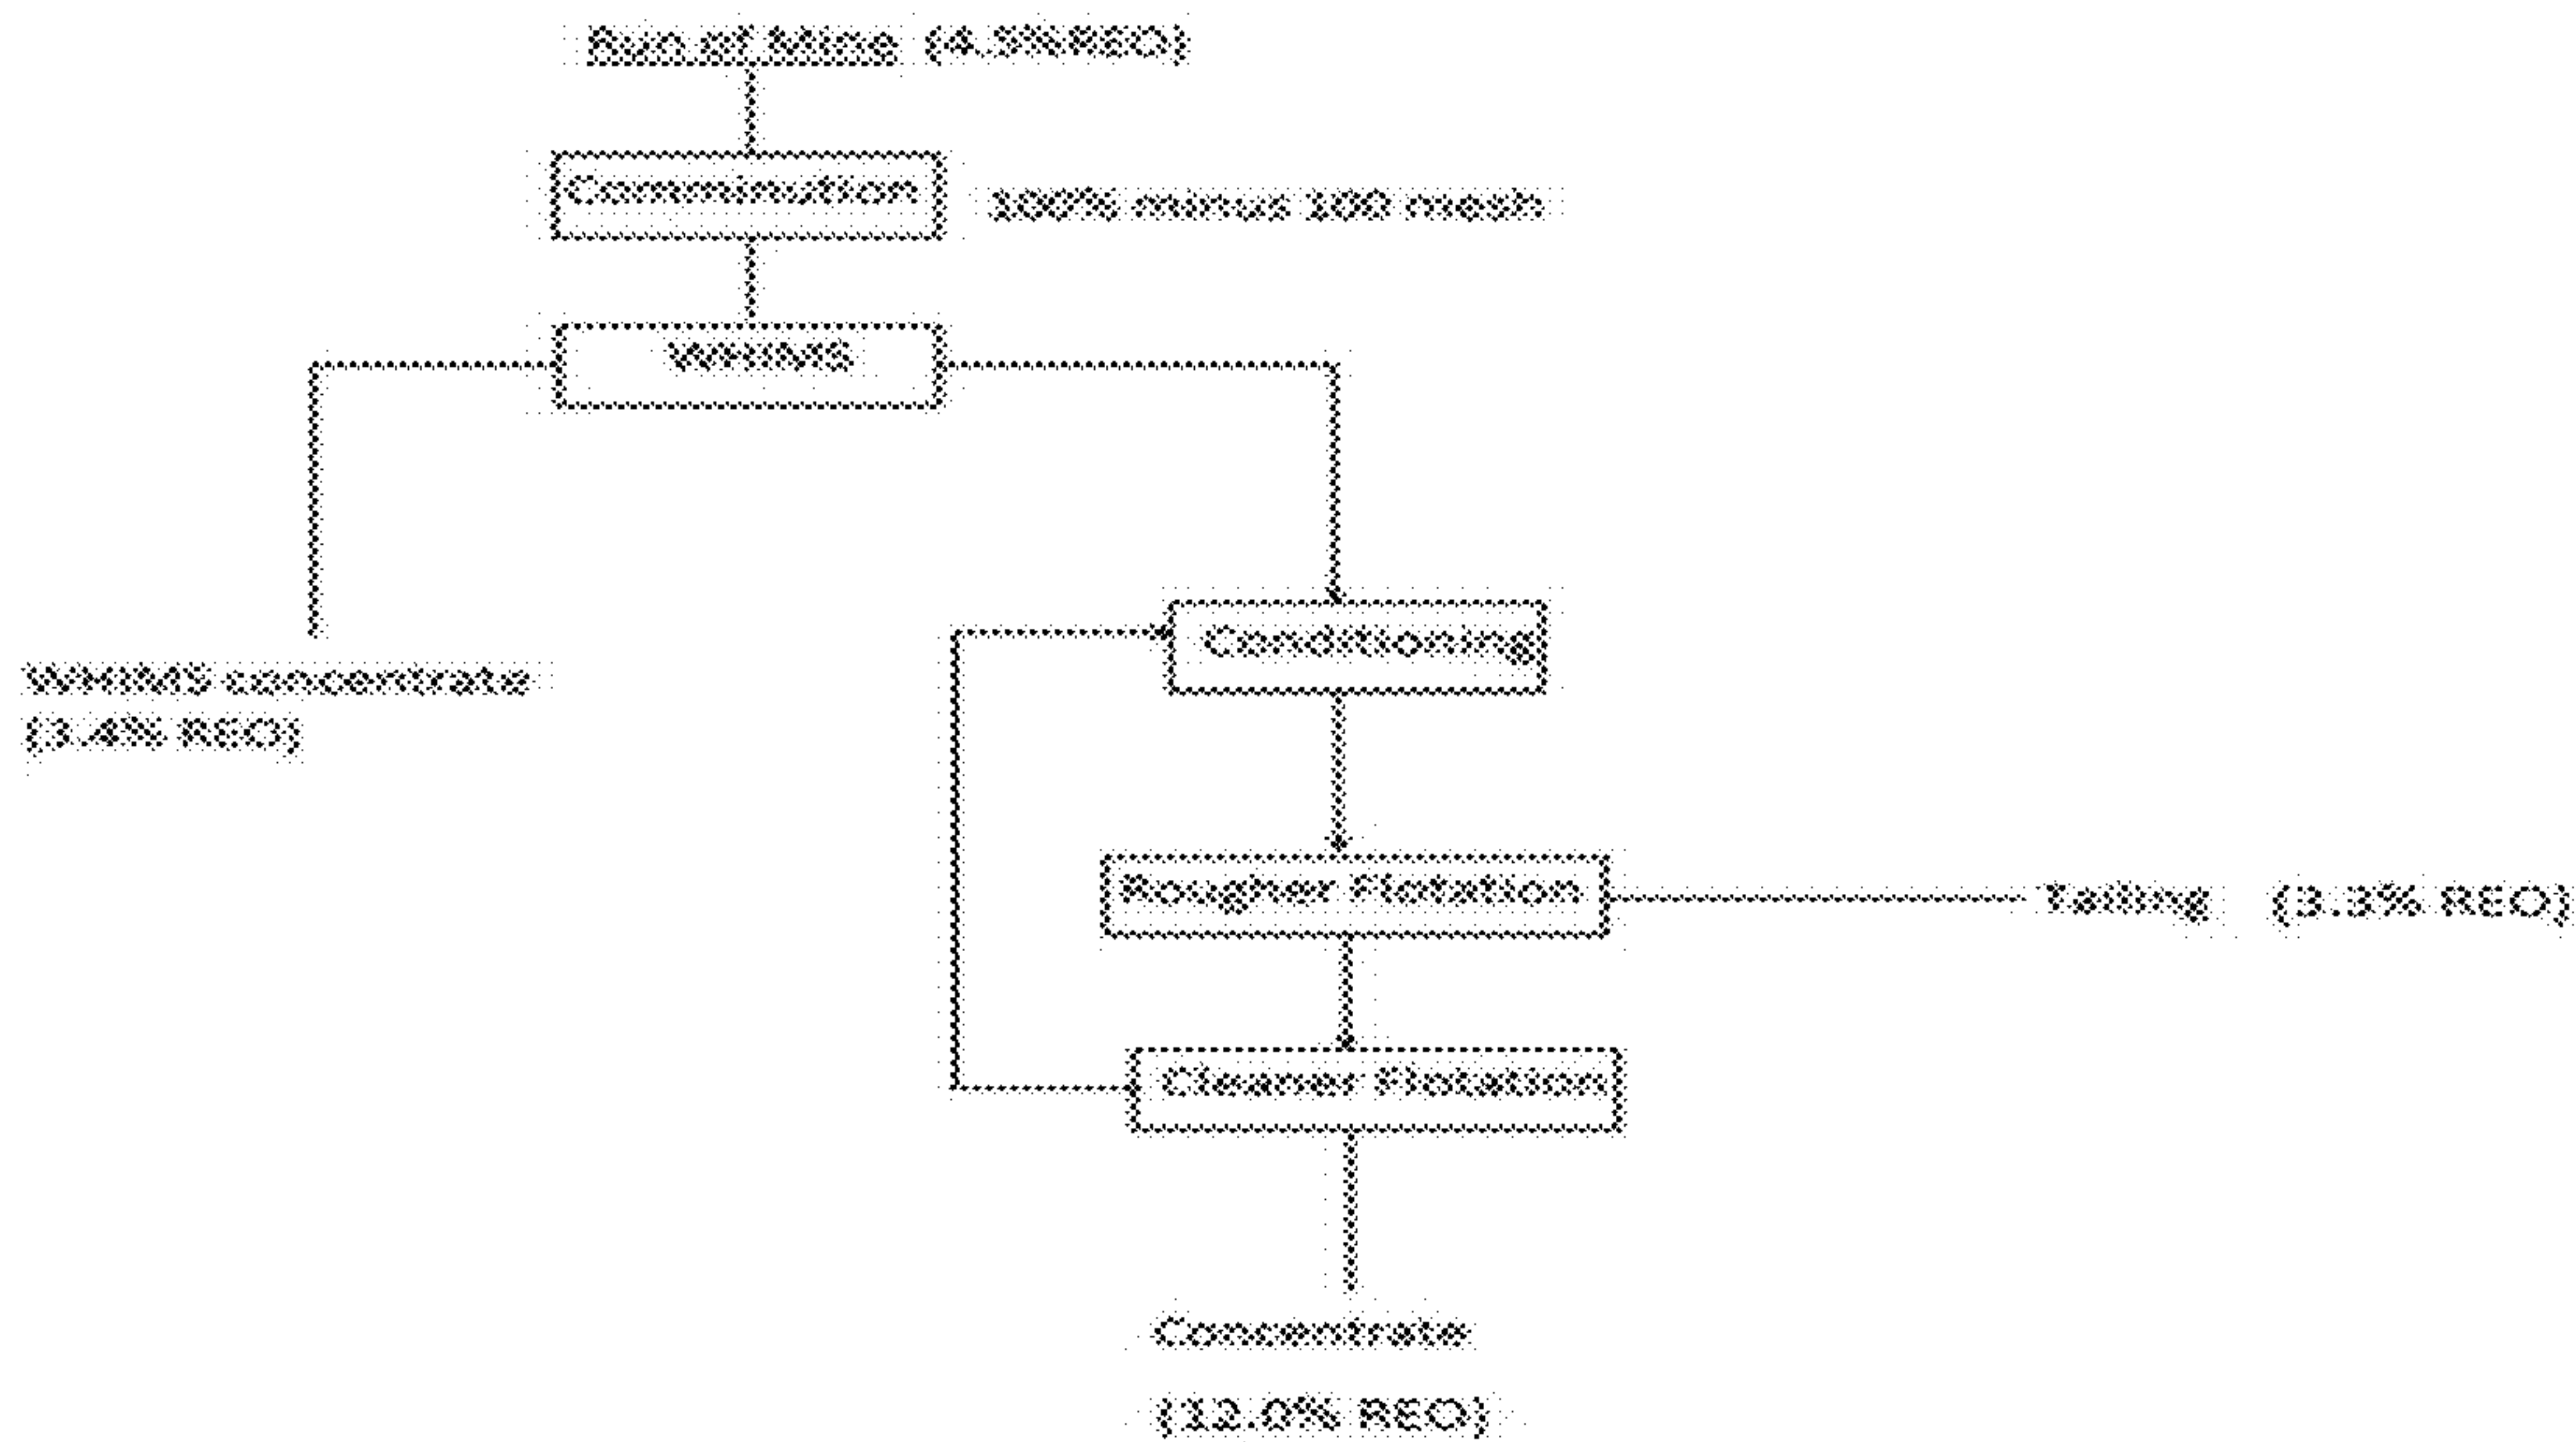 Run of Mine (4.5%REO)
Comminution
100% minus 100 mesh
WHIMS
WHIMS concentrate
(3.4% REO)
Conditioning
Rougher Flotation
Tailing (3.3% REO)
Cleaner Flotation
Concentrate
(12.0% REO)